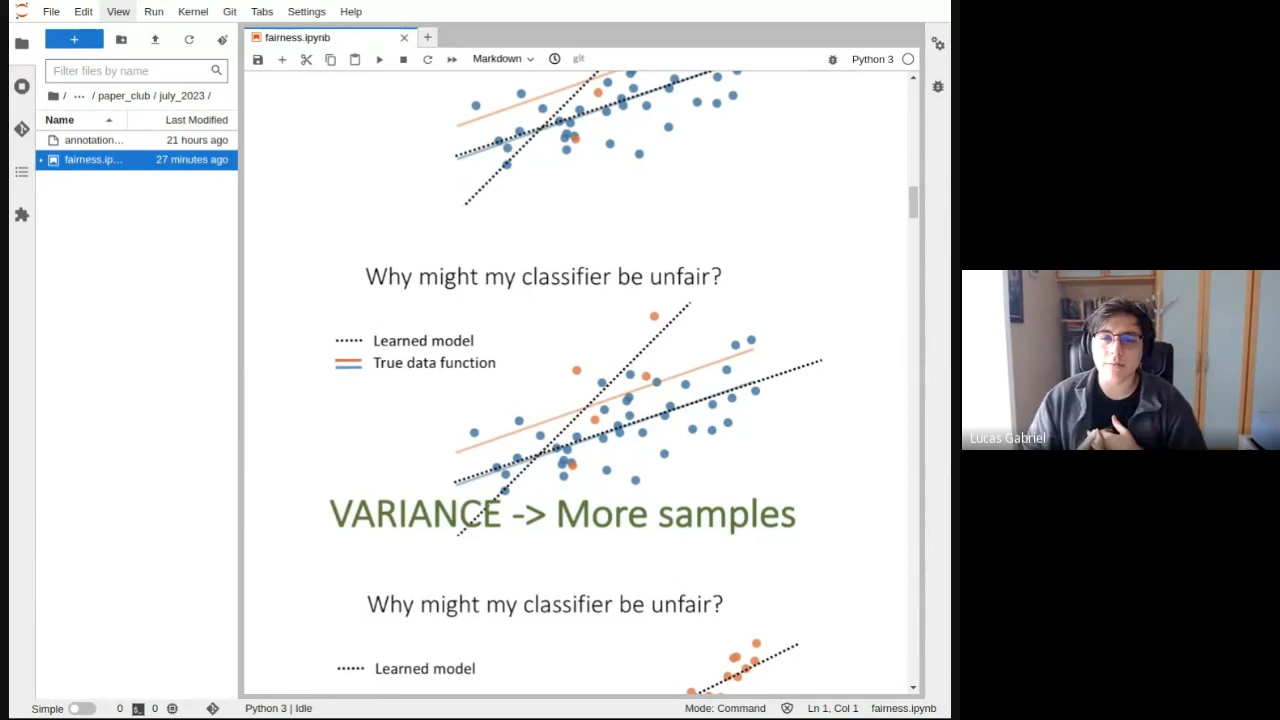 File Edit View Run Kernel Git Tabs Settings Help
fairness.ipynb
Filter files by name
Markdown
git
Python 3
/ ... / paper_club / july_2023 /
Name Last Modified
annotation... 21 hours ago
fairness.ip... 27 minutes ago
Why might my classifier be unfair?
Learned model
True data function
VARIANCE -> More samples
Why might my classifier be unfair?
Learned model
Lucas Gabriel
Simple 0 0 Python 3 | Idle Mode: Command Ln 1, Col 1 fairness.ipynb